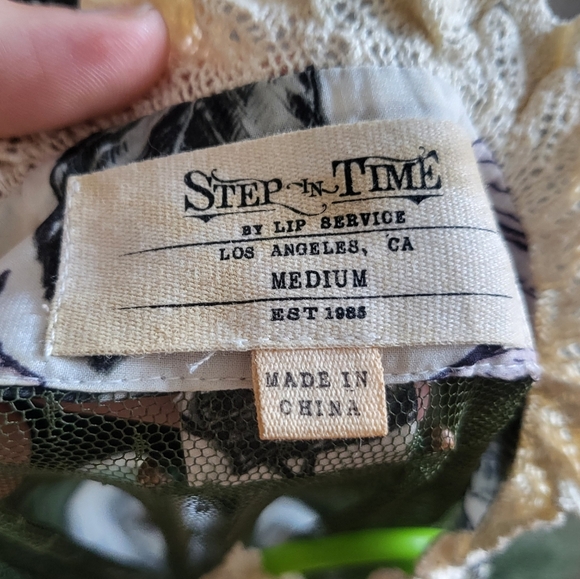 STEP IN TIME
BY LIP SERVICE
LOS ANGELES, CA
MEDIUM
EST 1985
MADE IN
CHINA